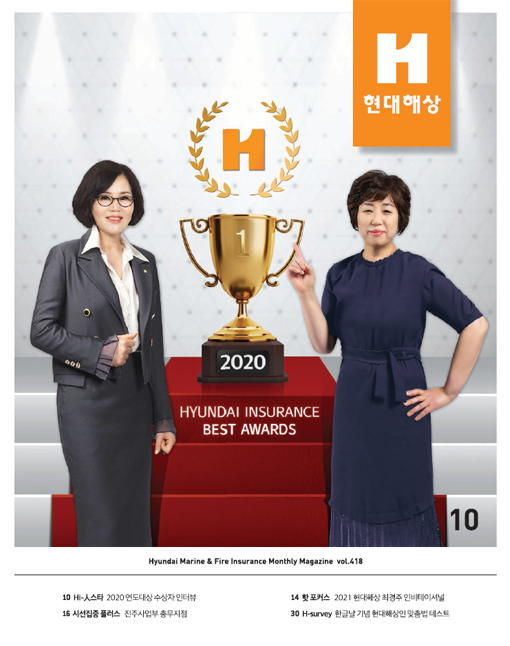 H
현대해상
H
1
2020
HYUNDAI INSURANCE
BEST AWARDS
10
Hyundai Marine & Fire Insurance Monthly Magazine vol.418
10 Hi-人스타 2020 연도대상 수상자 인터뷰
16 시선집중 플러스 진주사업부 충무지점
14 핫 포커스 2021 현대해상 최경주 인비테이셔널
30 H-survey 한글날 기념 현대해상인 맞춤법 테스트